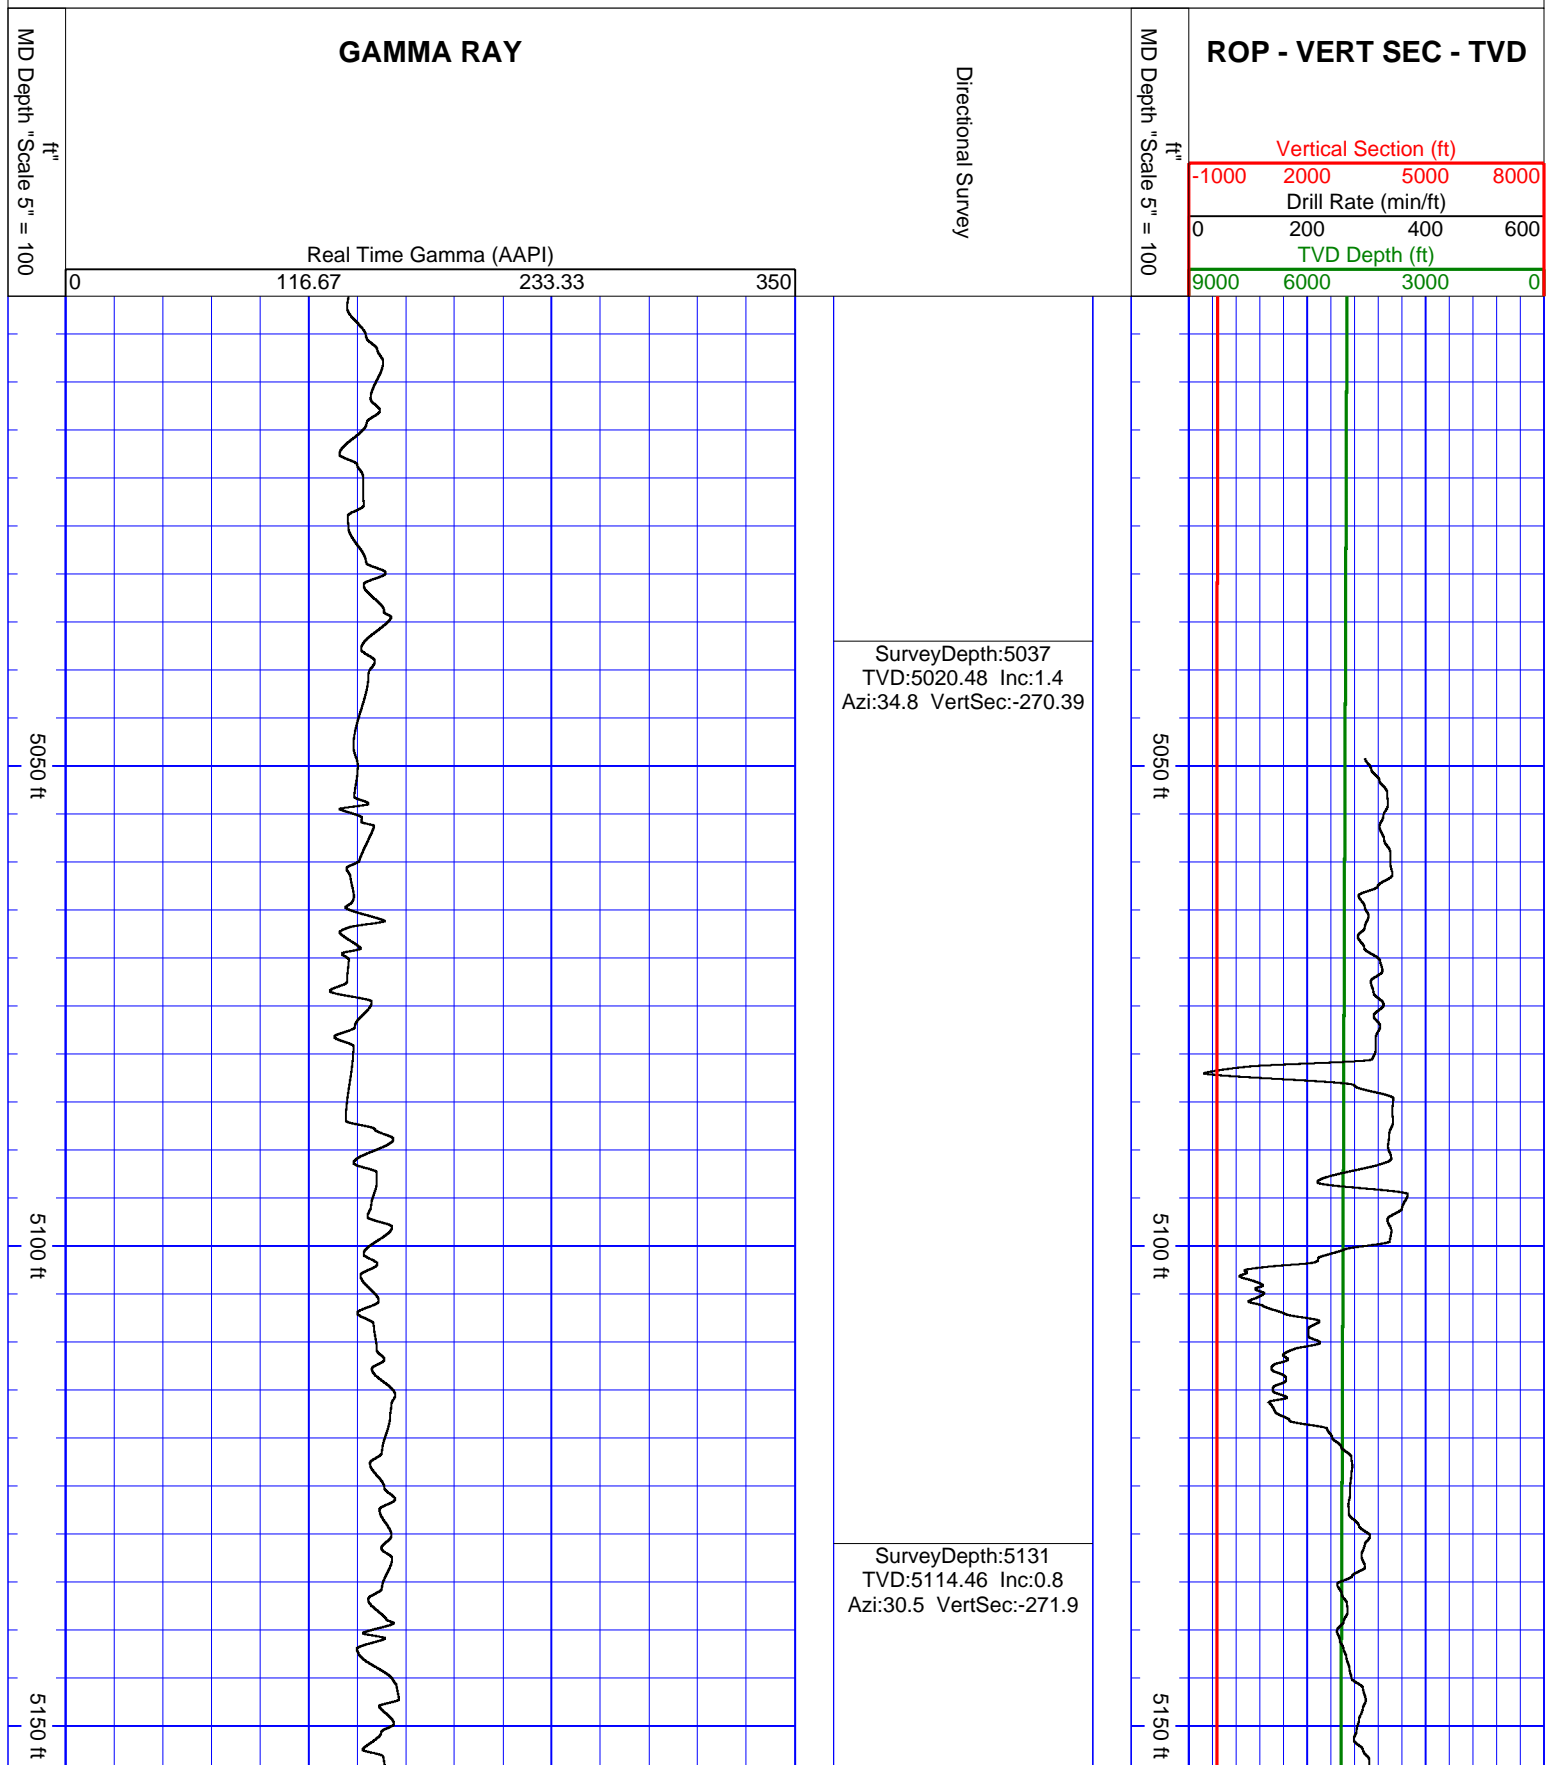 MD Depth "Scale 5" = 100
ft"
GAMMA RAY
Real Time Gamma (AAPI)
0 116.67 233.33 350
Directional Survey
MD Depth "Scale 5" = 100
ft"
ROP - VERT SEC - TVD
Vertical Section (ft)
-1000 2000 5000 8000
Drill Rate (min/ft)
0 200 400 600
TVD Depth (ft)
9000 6000 3000 0
SurveyDepth:5037
TVD:5020.48 Inc:1.4
Azi:34.8 VertSec:-270.39
5050 ft
5050 ft
5100 ft
5100 ft
SurveyDepth:5131
TVD:5114.46 Inc:0.8
Azi:30.5 VertSec:-271.9
5150 ft
5150 ft